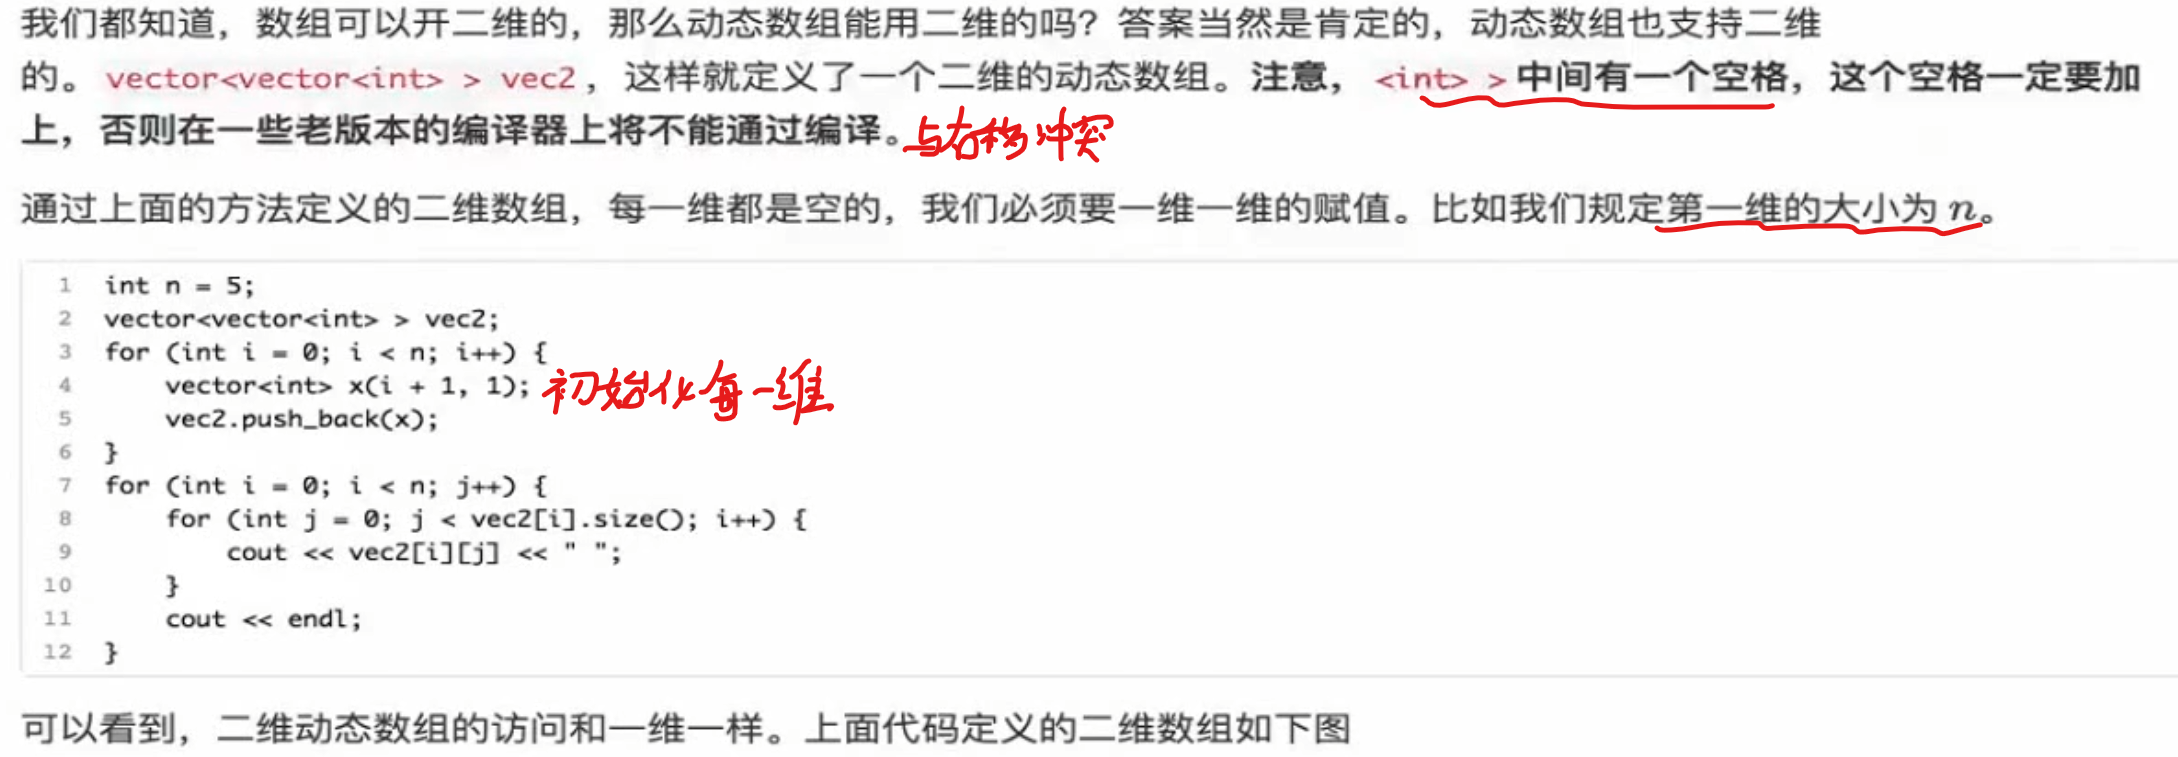 我们都知道，数组可以开二维的，那么动态数组能用二维的吗？答案当然是肯定的，动态数组也支持二维
的。vector<vector<int> > vec2，这样就定义了一个二维的动态数组。注意，<int> >中间有一个空格，这个空格一定要加
上，否则在一些老版本的编译器上将不能通过编译。与右移冲突
通过上面的方法定义的二维数组，每一维都是空的，我们必须要一维一维的赋值。比如我们规定第一维的大小为 n。
1 int n = 5;
2 vector<vector<int> > vec2;
3 for (int i = 0; i < n; i++) {
4 vector<int> x(i + 1, 1); 初始化每一维
5 vec2.push_back(x);
6 }
7 for (int i = 0; i < n; j++) {
8 for (int j = 0; j < vec2[i].size(); i++) {
9 cout << vec2[i][j] << " ";
10 }
11 cout << endl;
12 }
可以看到，二维动态数组的访问和一维一样。上面代码定义的二维数组如下图